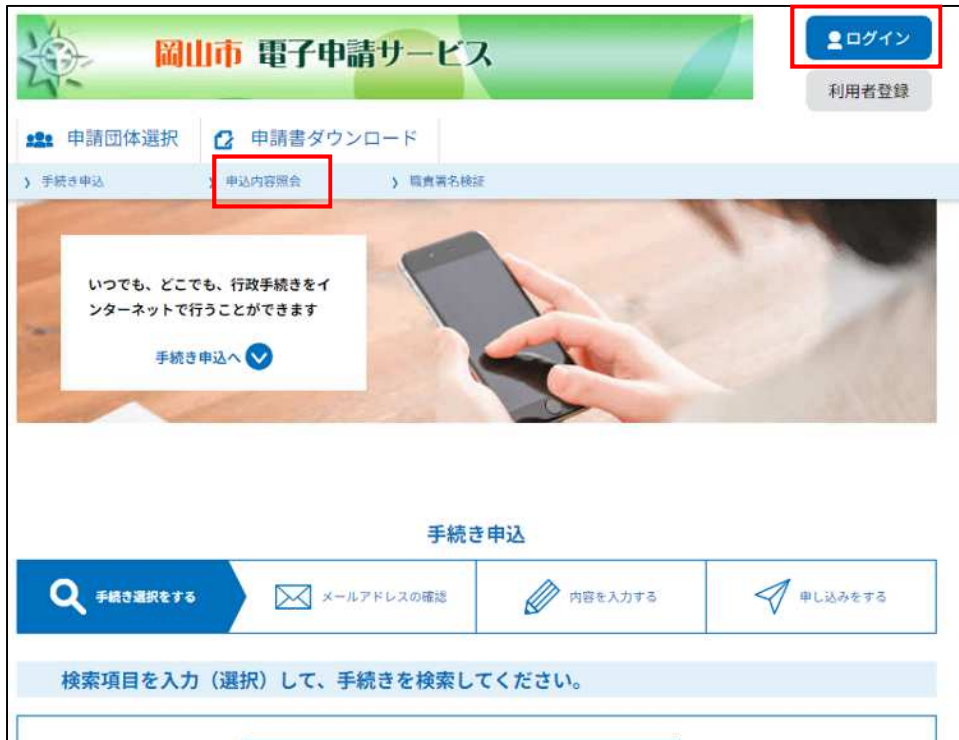 岡山市 電子申請サービス
ログイン
利用者登録
申請団体選択
申請書ダウンロード
手続き申込
申込内容照会
職責署名検証
いつでも、どこでも、行政手続きをイ
ンターネットで行うことができます
手続き申込へ
手続き申込
手続き選択をする
メールアドレスの確認
内容を入力する
申し込みをする
検索項目を入力(選択)して、手続きを検索してください。